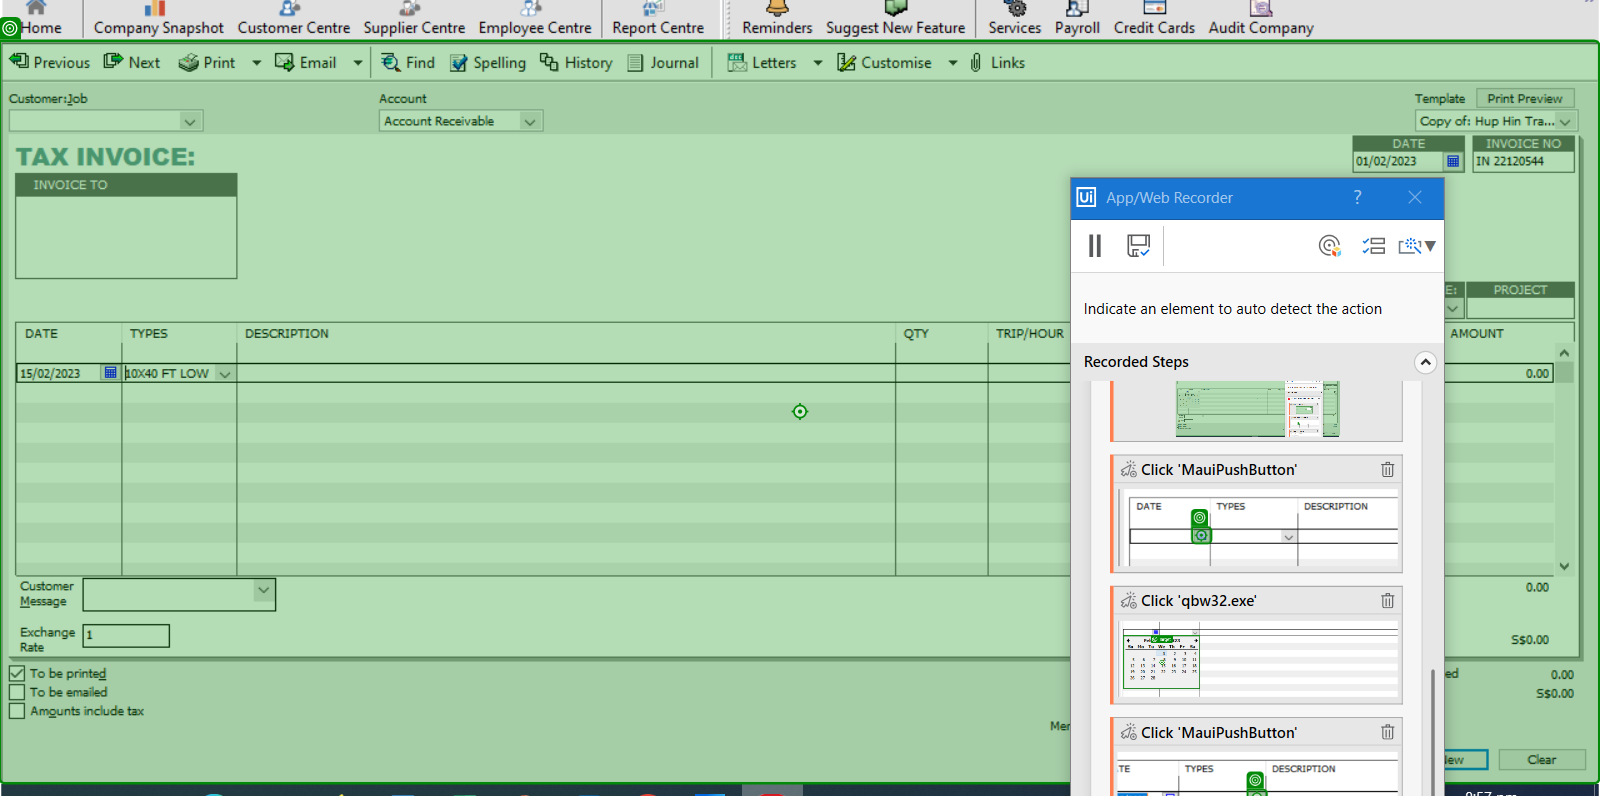 Home Company Snapshot Customer Centre Supplier Centre Employee Centre Report Centre Reminders Suggest New Feature Services Payroll Credit Cards Audit Company
Previous Next Print Email Find Spelling History Journal Letters Customise Links
Customer:Job Account Template Print Preview
Account Receivable Copy of: Hup Hin Tra...
TAX INVOICE:
DATE INVOICE NO
01/02/2023 IN 22120544
INVOICE TO
Ui App/Web Recorder ?
Indicate an element to auto detect the action
E: PROJECT
DATE TYPES DESCRIPTION QTY TRIP/HOUR AMOUNT
Recorded Steps
15/02/2023 10X40 FT LOW 0.00
Click 'MauiPushButton'
DATE TYPES DESCRIPTION
Customer Message 0.00
Click 'qbw32.exe'
Exchange Rate 1 S$0.00
To be printed ed 0.00
To be emailed S$0.00
Amounts include tax
Click 'MauiPushButton'
Mer
TE TYPES DESCRIPTION
ew Clear